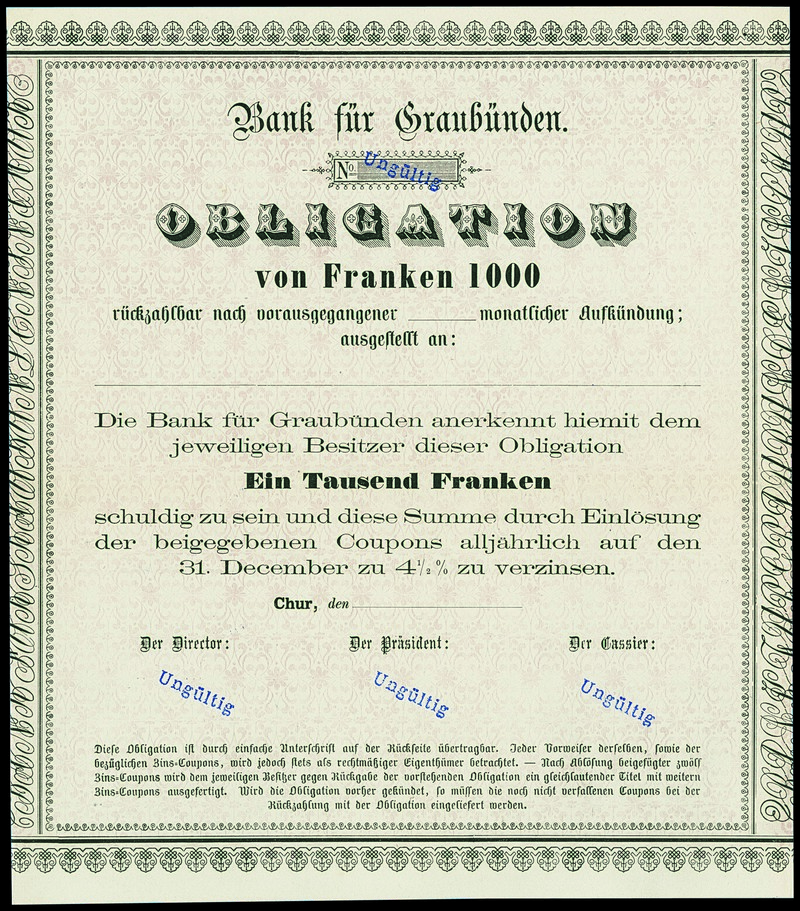 Bank für Graubünden.
No. Ungültig
OBLIGATION
von Franken 1000
rückzahlbar nach vorausgegangener ______ monatlicher Aufkündung;
ausgestellt an:
Die Bank für Graubünden anerkennt hiemit dem
jeweiligen Besitzer dieser Obligation
Ein Tausend Franken
schuldig zu sein und diese Summe durch Einlösung
der beigegebenen Coupons alljährlich auf den
31. December zu 4½% zu verzinsen.
Chur, den
Der Director: Der Präsident: Der Cassier:
Ungültig Ungültig Ungültig
Diese Obligation ist durch einfache Unterschrift auf der Rückseite übertragbar. Jeder Vorweiser derselben, sowie der
bezüglichen Zins-Coupons, wird jedoch stets als rechtmäßiger Eigenthümer betrachtet. — Nach Ablösung beigefügter zwölf
Zins-Coupons wird dem jeweiligen Besitzer gegen Rückgabe der vorstehenden Obligation ein gleichlautender Titel mit weitern
Zins-Coupons ausgefertigt. Wird die Obligation vorher gekündet, so müssen die noch nicht verfallenen Coupons bei der
Rückzahlung mit der Obligation eingeliefert werden.